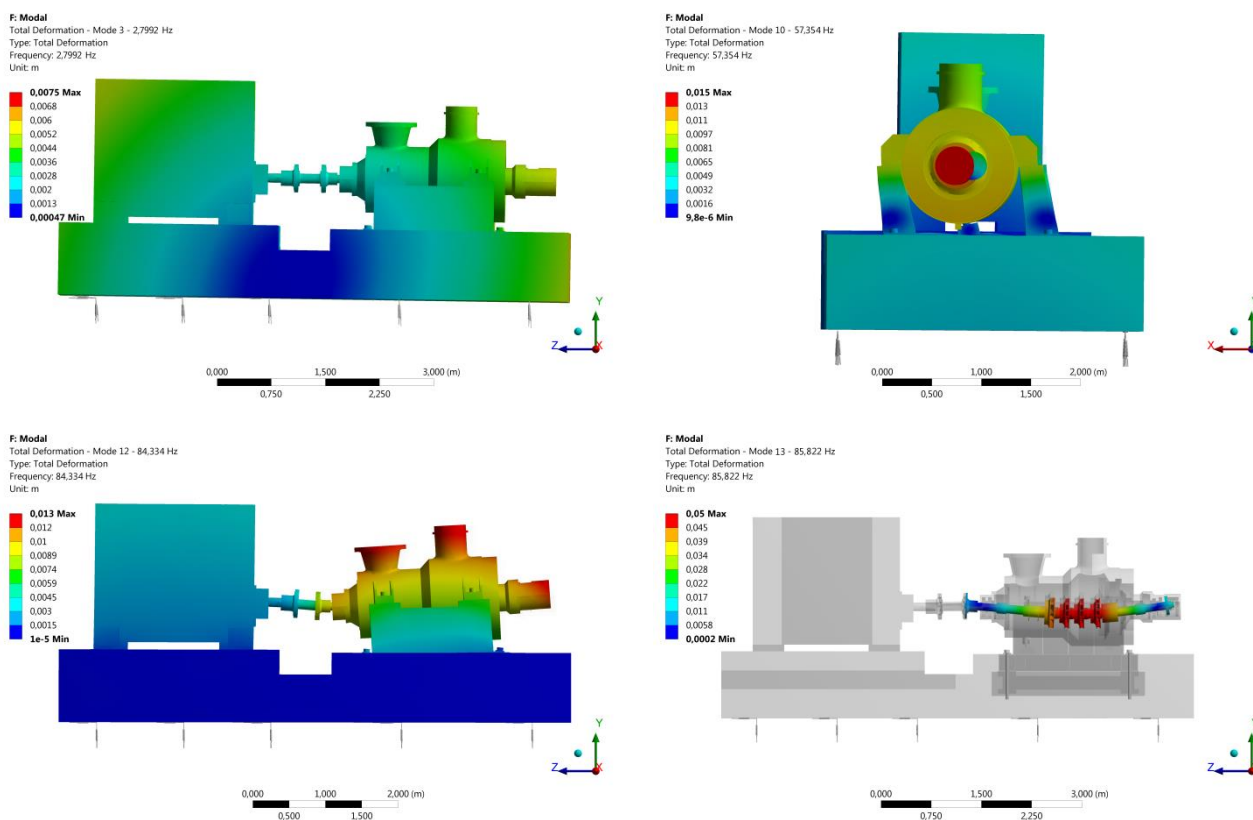 F: Modal
Total Deformation - Mode 3 - 2,7992 Hz
Type: Total Deformation
Frequency: 2,7992 Hz
Unit: m
0,0075 Max
0,0068
0,006
0,0052
0,0044
0,0036
0,0028
0,002
0,0013
0,00047 Min
Y
Z
X
0,000
1,500
3,000 (m)
0,750
2,250
F: Modal
Total Deformation - Mode 10 - 57,354 Hz
Type: Total Deformation
Frequency: 57,354 Hz
Unit: m
0,015 Max
0,013
0,011
0,0097
0,0081
0,0065
0,0049
0,0032
0,0016
9,8e-6 Min
Y
X
0,000
1,000
2,000 (m)
0,500
1,500
F: Modal
Total Deformation - Mode 12 - 84,334 Hz
Type: Total Deformation
Frequency: 84,334 Hz
Unit: m
0,013 Max
0,012
0,01
0,0089
0,0074
0,0059
0,0045
0,003
0,0015
1e-5 Min
Y
Z
X
0,000
1,000
2,000 (m)
0,500
1,500
F: Modal
Total Deformation - Mode 13 - 85,822 Hz
Type: Total Deformation
Frequency: 85,822 Hz
Unit: m
0,05 Max
0,045
0,039
0,034
0,028
0,022
0,017
0,011
0,0058
0,0002 Min
Y
Z
X
0,000
1,500
3,000 (m)
0,750
2,250